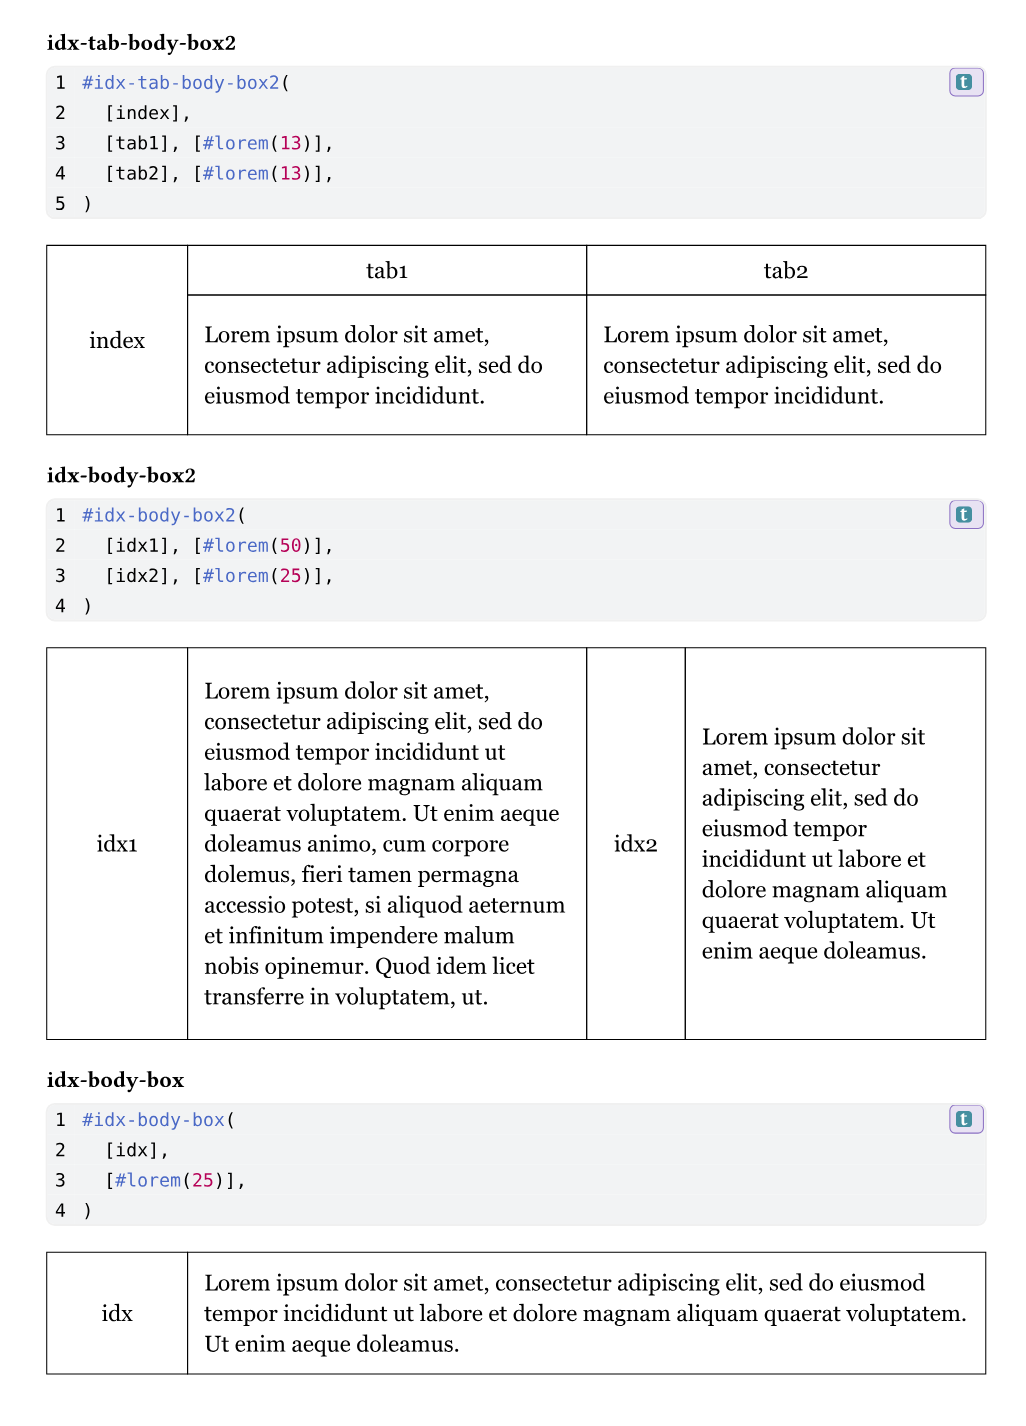 idx-tab-body-box2
1 #idx-tab-body-box2(
t
2   [index],
3   [tab1], [#lorem(13)],
4   [tab2], [#lorem(13)],
5 )
tab1
tab2
index
Lorem ipsum dolor sit amet,
consectetur adipiscing elit, sed do
eiusmod tempor incididunt.
Lorem ipsum dolor sit amet,
consectetur adipiscing elit, sed do
eiusmod tempor incididunt.
idx-body-box2
1 #idx-body-box2(
t
2   [idx1], [#lorem(50)],
3   [idx2], [#lorem(25)],
4 )
idx1
Lorem ipsum dolor sit amet,
consectetur adipiscing elit, sed do
eiusmod tempor incididunt ut
labore et dolore magnam aliquam
quaerat voluptatem. Ut enim aeque
doleamus animo, cum corpore
dolemus, fieri tamen permagna
accessio potest, si aliquod aeternum
et infinitum impendere malum
nobis opinemur. Quod idem licet
transferre in voluptatem, ut.
idx2
Lorem ipsum dolor sit
amet, consectetur
adipiscing elit, sed do
eiusmod tempor
incididunt ut labore et
dolore magnam aliquam
quaerat voluptatem. Ut
enim aeque doleamus.
idx-body-box
1 #idx-body-box(
t
2   [idx],
3   [#lorem(25)],
4 )
idx
Lorem ipsum dolor sit amet, consectetur adipiscing elit, sed do eiusmod
tempor incididunt ut labore et dolore magnam aliquam quaerat voluptatem.
Ut enim aeque doleamus.